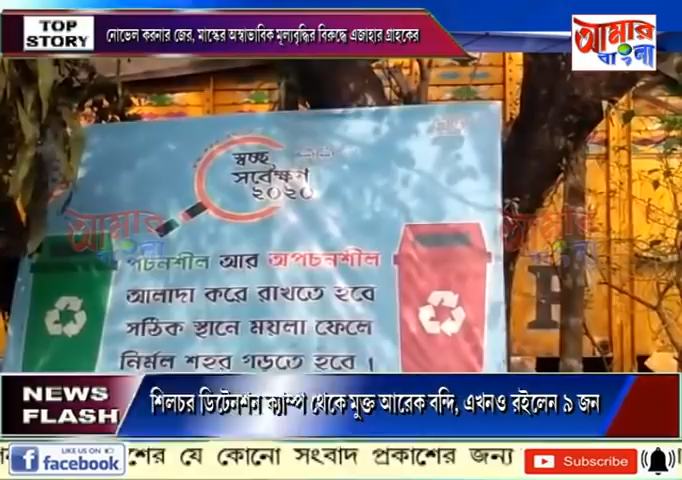 TOP
STORY
নোভেল করনার জের, মাস্কের অস্বাভাবিক মূল্যবৃদ্ধির বিরুদ্ধে এজাহার গ্রাহকের
আমার
বাংলা
স্বচ্ছ
সর্বেক্ষণ
২০২০
আমার
বাংলা
আমার
বাংলা
পচনশীল আর অপচনশীল
আলাদা করে রাখতে হবে
সঠিক স্থানে ময়লা ফেলে
নির্মল শহর গড়তে হবে।
NEWS
FLASH
শিলচর ডিটেনশন ক্যাম্প থেকে মুক্ত আরেক বন্দি, এখনও রইলেন ৯ জন
LIKE US ON
facebook
শের যে কোনো সংবাদ প্রকাশের জন্য
Subscribe